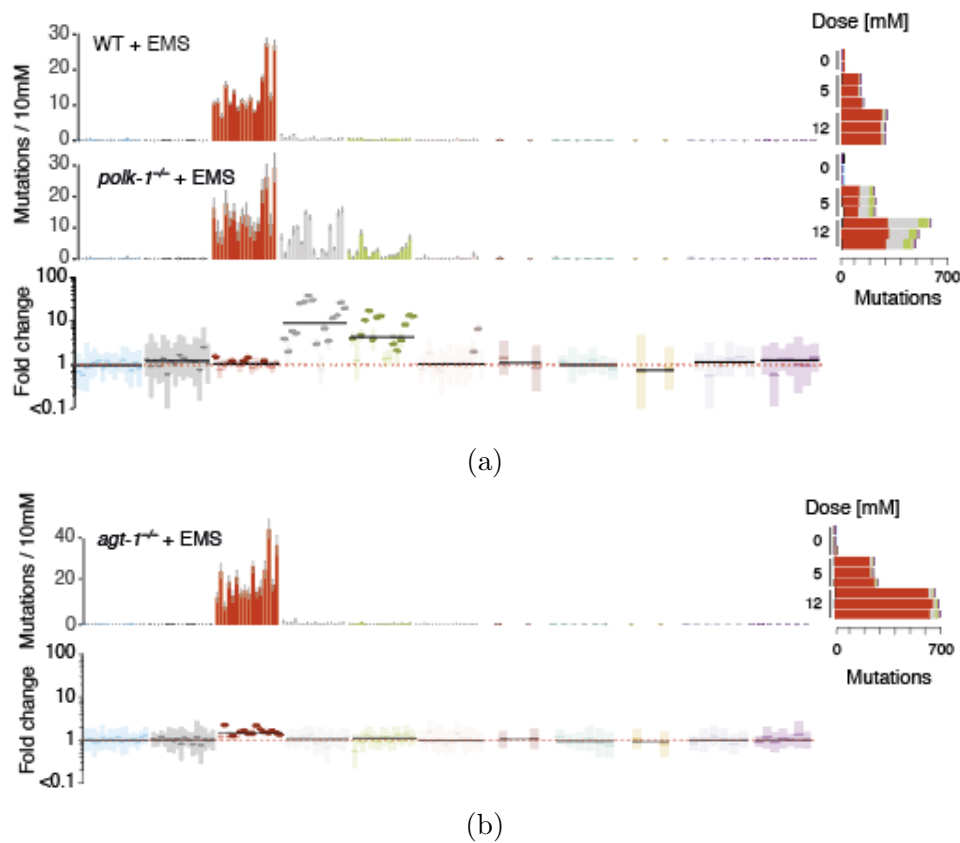 WT + EMS
Mutations / 10mM
30
20
10
0
polk-1⁻/⁻ + EMS
30
20
10
0
Fold change
100
10
1
<0.1
Dose [mM]
0
5
12
0
5
12
0
700
Mutations
(a)
agt-1⁻/⁻ + EMS
Mutations / 10mM
40
20
0
Fold change
100
10
1
<0.1
Dose [mM]
0
5
12
0
700
Mutations
(b)